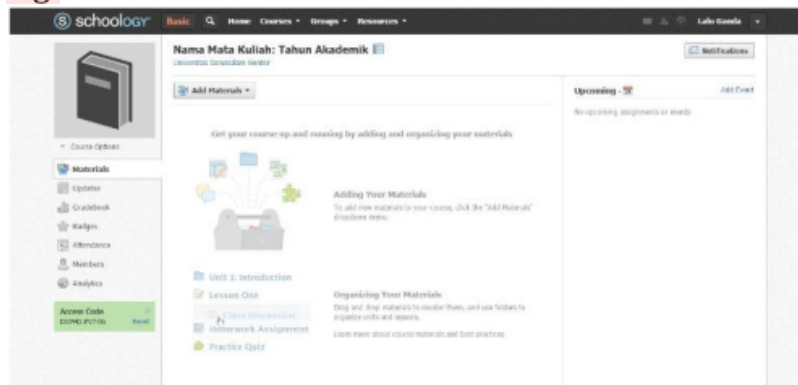 schoology Basic Home Courses Groups Resources Lalu Ganda
Nama Mata Kuliah: Tahun Akademik
Notifications
Add Materials
Upcoming
Add Event
No upcoming assignments or events
Get your course up and running by adding and organizing your materials
Course Options
Materials
Updates
Gradebook
Badges
Attendance
Members
Analytics
Access Code
Reset
Adding Your Materials
To add new materials to your course, click the "Add Materials"
dropdown menu.
Unit 1: Introduction
Lesson One
Class Discussion
Homework Assignment
Practice Quiz
Organizing Your Materials
Drag and drop materials to reorder them, and use folders to
organize units and lessons.
Learn more about course materials and best practices